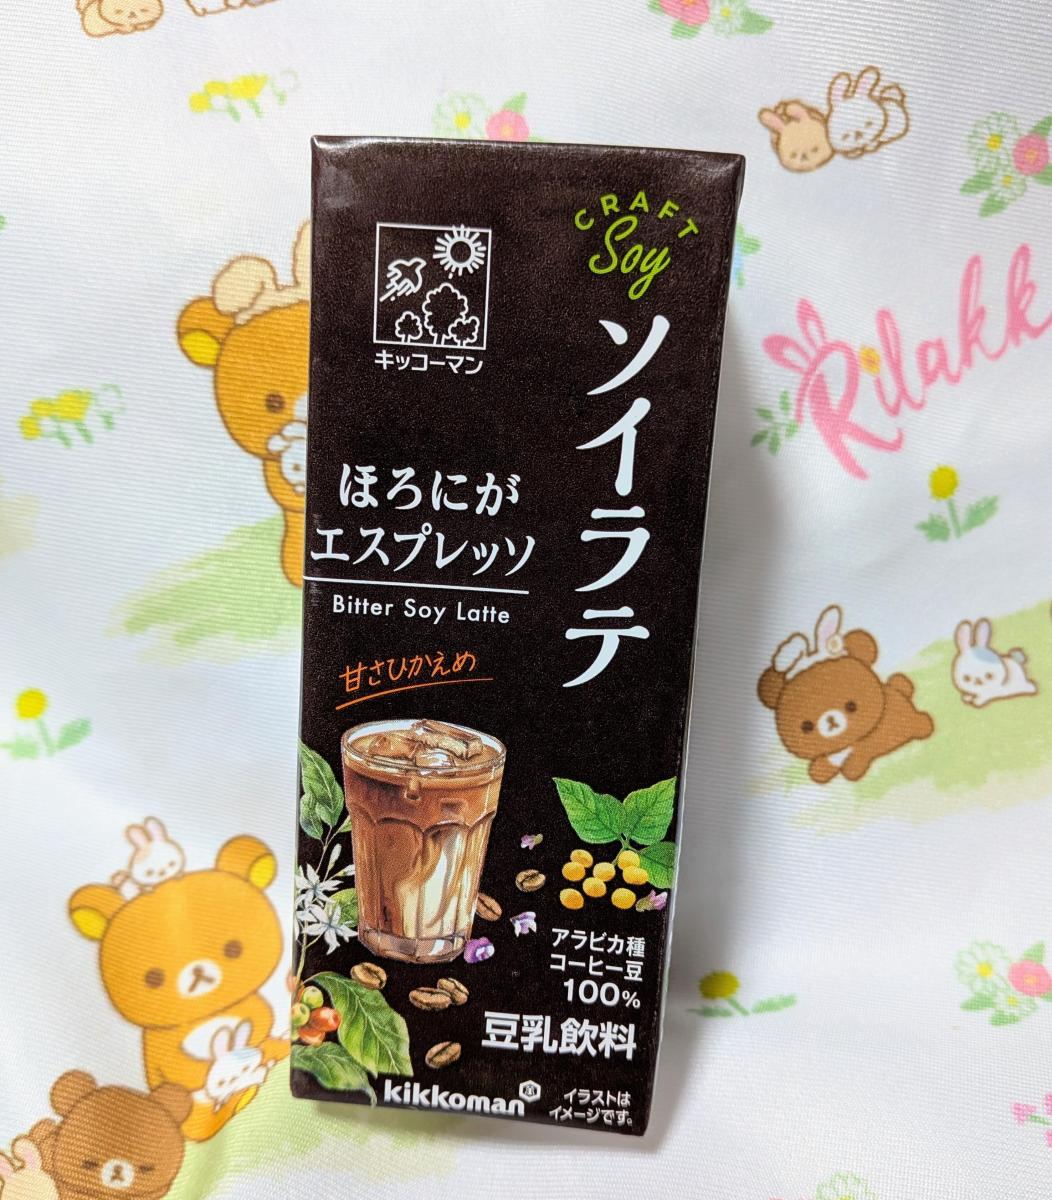 CRAFT
Soy
キッコーマン
ソイラテ
ほろにが
エスプレッソ
Bitter Soy Latte
甘さひかえめ
アラビカ種
コーヒー豆
100%
豆乳飲料
kikkoman
イラストは
イメージです。
Rilakk